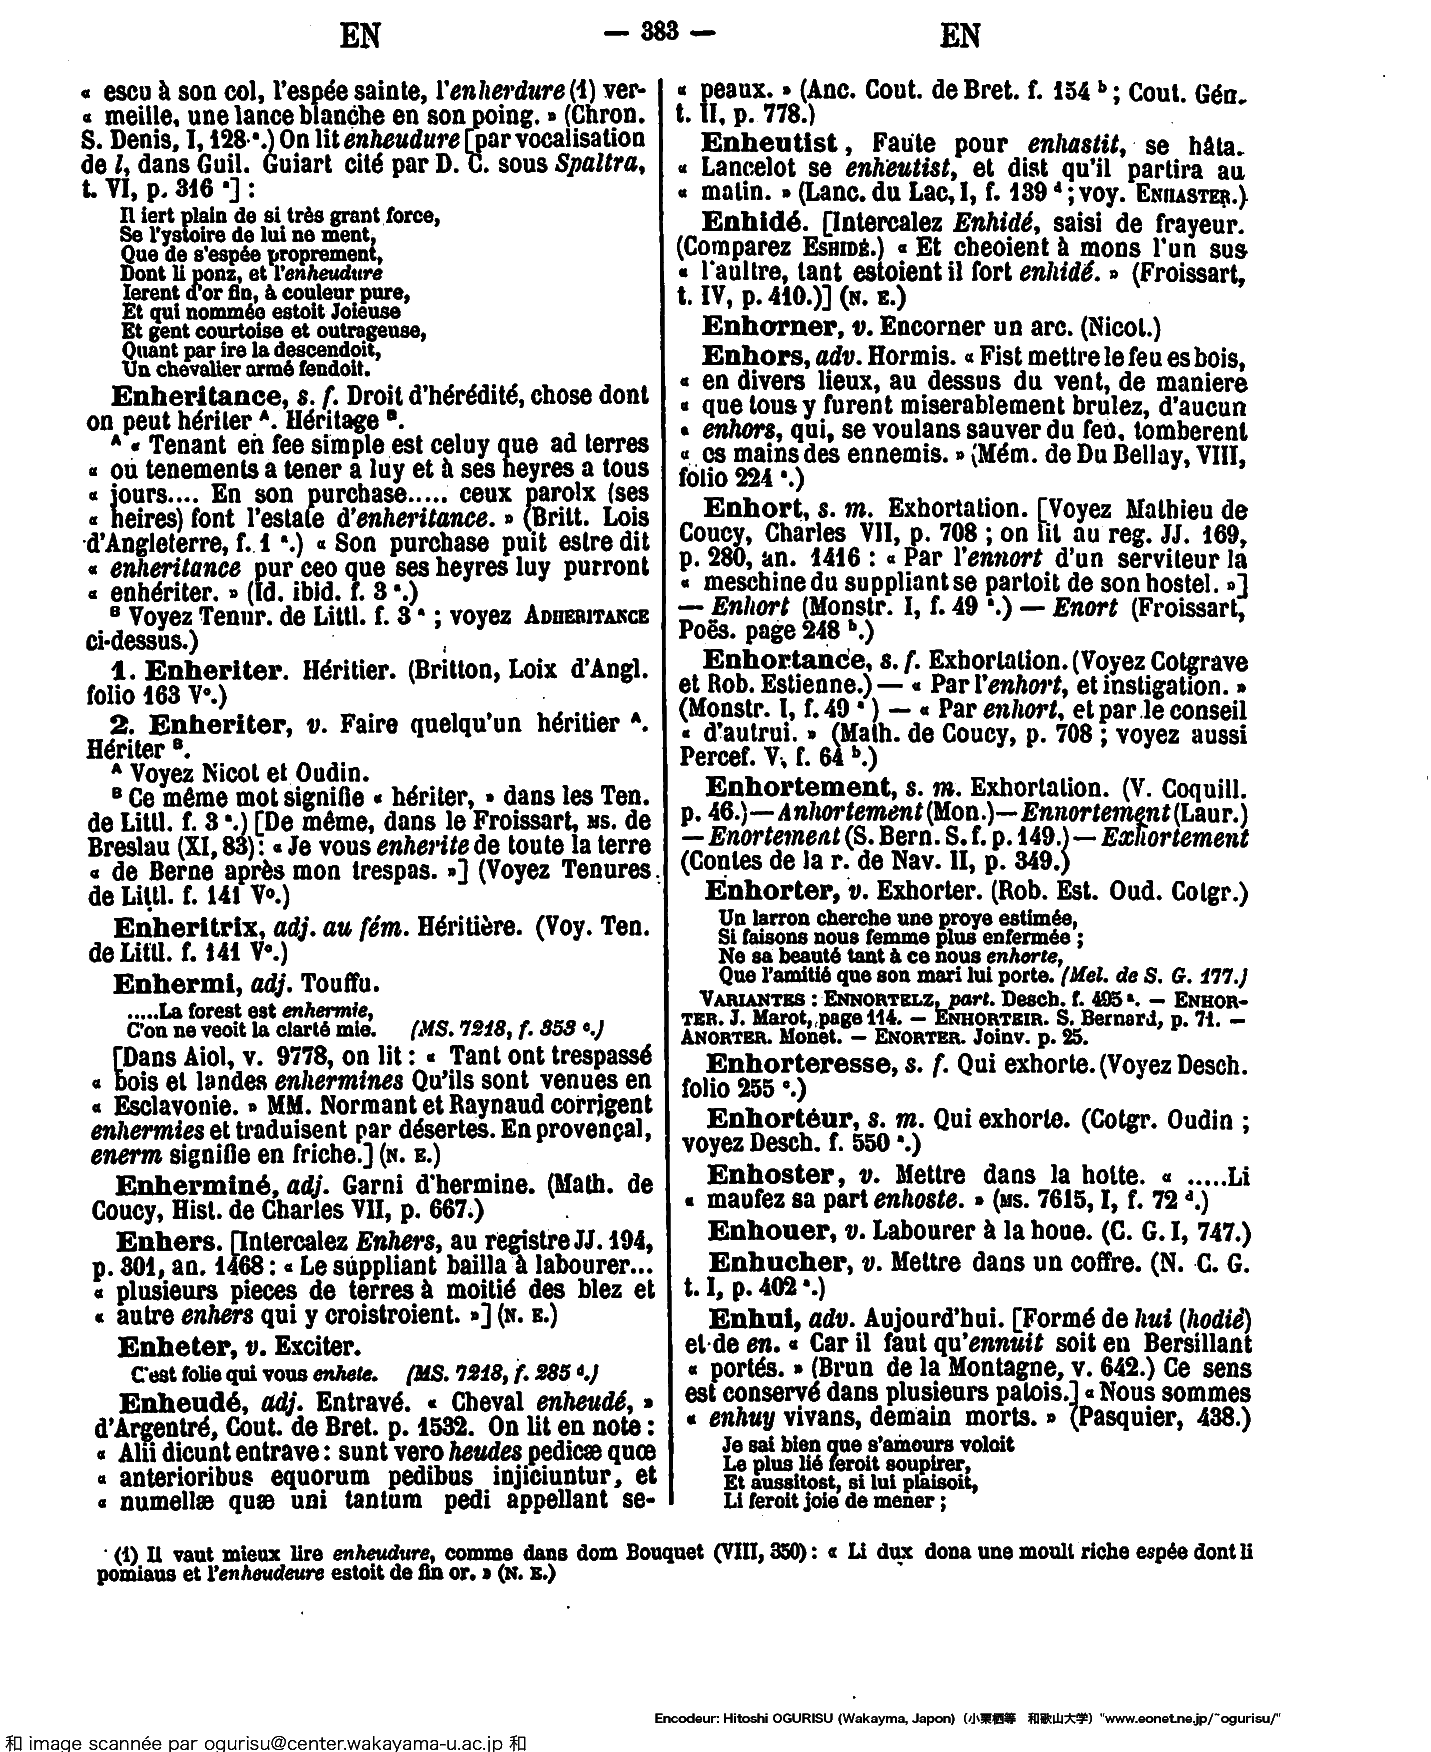 EN — 383 — EN
« escu à son col, l'espée sainte, l'enherdure (1) ver-
« meille, une lance blanche en son poing. » (Chron.
S. Denis, I, 128 ª.) On lit enheudure [par vocalisation
de l, dans Guil. Guiart cité par D. C. sous Spaltra,
t. VI, p. 316 ª] :
Il iert plain de si très grant force,
Se l'ystoire de lui ne ment,
Que de s'espée proprement,
Dont li ponz, et l'enheudure
Ierent d'or fin, à couleur pure,
Et qui nommée estoit Joieuse
Et gent courtoise et outrageuse,
Quant par ire la descendoit,
Un chevalier armé fendoit.
Enheritance, s. f. Droit d'hérédité, chose dont
on peut hériter ᴬ. Héritage ᴮ.
ᴬ « Tenant en fee simple est celuy que ad terres
« ou tenements a tener a luy et à ses heyres a tous
« jours.... En son purchase..... ceux parolx (ses
« heires) font l'estate d'enheritance. » (Britt. Lois
d'Angleterre, f. 1 ª.) « Son purchase puit estre dit
« enheritance pur ceo que ses heyres luy purront
« enhériter. » (Id. ibid. f. 3 ª.)
ᴮ Voyez Tenur. de Littl. f. 3 ª ; voyez ADHERITANCE
ci-dessus.)
1. Enheriter. Héritier. (Britton, Loix d'Angl.
folio 163 Vº.)
2. Enheriter, v. Faire quelqu'un héritier ᴬ.
Hériter ᴮ.
ᴬ Voyez Nicot et Oudin.
ᴮ Ce même mot signifie « hériter, » dans les Ten.
de Littl. f. 3 ª.) [De même, dans le Froissart, MS. de
Breslau (XI, 83) : « Je vous enherite de toute la terre
« de Berne après mon trespas. »] (Voyez Tenures
de Littl. f. 141 Vº.)
Enheritrix, adj. au fém. Héritière. (Voy. Ten.
de Littl. f. 141 Vº.)
Enhermi, adj. Touffu.
.....La forest est enhermie,
C'on ne veoit la clarté mie. (MS. 7218, f. 353 ᶜ.)
[Dans Aiol, v. 9778, on lit : « Tant ont trespassé
« bois et landes enhermines Qu'ils sont venues en
« Esclavonie. » MM. Normant et Raynaud corrigent
enhermies et traduisent par désertes. En provençal,
enerm signifie en friche.] (N. E.)
Enherminé, adj. Garni d'hermine. (Math. de
Coucy, Hist. de Charles VII, p. 667.)
Enhers. [Intercalez Enhers, au registre JJ. 194,
p. 301, an. 1468 : « Le suppliant bailla à labourer...
« plusieurs pieces de terres à moitié des blez et
« autre enhers qui y croistroient. »] (N. E.)
Enheter, v. Exciter.
C'est folie qui vous enhete. (MS. 7218, f. 285 ᵈ.)
Enheudé, adj. Entravé. « Cheval enheudé, »
d'Argentré, Cout. de Bret. p. 1532. On lit en note :
« Alii dicunt entrave : sunt vero heudes pedicæ quœ
« anterioribus equorum pedibus injiciuntur, et
« numellæ quæ uni tantum pedi appellant se-
« peaux. » (Anc. Cout. de Bret. f. 154 ᵇ ; Cout. Gén.
t. II, p. 778.)
Enheutist, Faute pour enhastit, se hâta.
« Lancelot se enheutist, et dist qu'il partira au
« matin. » (Lanc. du Lac, I, f. 139 ᵈ ; voy. ENHASTER.)
Enhidé. [Intercalez Enhidé, saisi de frayeur.
(Comparez ESHIDÉ.) « Et cheoient à mons l'un sus
« l'aultre, tant estoient il fort enhidé. » (Froissart,
t. IV, p. 410.)] (N. E.)
Enhorner, v. Encorner un arc. (Nicot.)
Enhors, adv. Hormis. « Fist mettre le feu es bois,
« en divers lieux, au dessus du vent, de maniere
« que tous y furent miserablement brulez, d'aucun
« enhors, qui, se voulans sauver du feu, tomberent
« es mains des ennemis. » (Mém. de Du Bellay, VIII,
folio 224 ª.)
Enhort, s. m. Exhortation. [Voyez Mathieu de
Coucy, Charles VII, p. 708 ; on lit au reg. JJ. 169,
p. 280, an. 1416 : « Par l'ennort d'un serviteur la
« meschine du suppliant se partoit de son hostel. »]
— Enhort (Monstr. I, f. 49 ª.) — Enort (Froissart,
Poës. page 248 ᵇ.)
Enhortance, s. f. Exhortation. (Voyez Cotgrave
et Rob. Estienne.) — « Par l'enhort, et instigation. »
(Monstr. I, f. 49 ª) — « Par enhort, et par le conseil
« d'autrui. » (Math. de Coucy, p. 708 ; voyez aussi
Percef. V, f. 64 ᵇ.)
Enhortement, s. m. Exhortation. (V. Coquill.
p. 46.) — Anhortement (Mon.) — Ennortement (Laur.)
— Enortement (S. Bern. S. f. p. 149.) — Exhortement
(Contes de la r. de Nav. II, p. 349.)
Enhorter, v. Exhorter. (Rob. Est. Oud. Cotgr.)
Un larron cherche une proye estimée,
Si faisons nous femme plus enfermée ;
Ne sa beauté tant à ce nous enhorte,
Que l'amitié que son mari lui porte. (Mel. de S. G. 177.)
VARIANTES : ENNORTELZ, part. Desch. f. 495 ª. — ENHOR-
TER. J. Marot, page 114. — ENHORTEIR. S. Bernard, p. 71. —
ANORTER. Monet. — ENORTER. Joinv. p. 25.
Enhorteresse, s. f. Qui exhorte. (Voyez Desch.
folio 255 ᶜ.)
Enhorteur, s. m. Qui exhorte. (Cotgr. Oudin ;
voyez Desch. f. 550 ª.)
Enhoster, v. Mettre dans la hotte. « .....Li
« maufez sa part enhoste. » (MS. 7615, I, f. 72 ᵈ.)
Enhouer, v. Labourer à la houe. (C. G. I, 747.)
Enhucher, v. Mettre dans un coffre. (N. C. G.
t. I, p. 402 ª.)
Enhui, adv. Aujourd'hui. [Formé de hui (hodié)
et de en. « Car il faut qu'ennuit soit en Bersillant
« portés. » (Brun de la Montagne, v. 642.) Ce sens
est conservé dans plusieurs patois.] « Nous sommes
« enhuy vivans, demain morts. » (Pasquier, 438.)
Je sai bien que s'amours voloit
Le plus lié feroit soupirer,
Et aussitost, si lui plaisoit,
Li feroit joie de mener ;
(1) Il vaut mieux lire enheudure, comme dans dom Bouquet (VIII, 350) : « Li dux dona une moult riche espée dont li
pomiaus et l'enheudeure estoit de fin or. » (N. E.)
Encodeur: Hitoshi OGURISU (Wakayma, Japon) (小栗栖等 和歌山大学) "www.eonet.ne.jp/~ogurisu/"
和 image scannée par ogurisu@center.wakayama-u.ac.jp 和